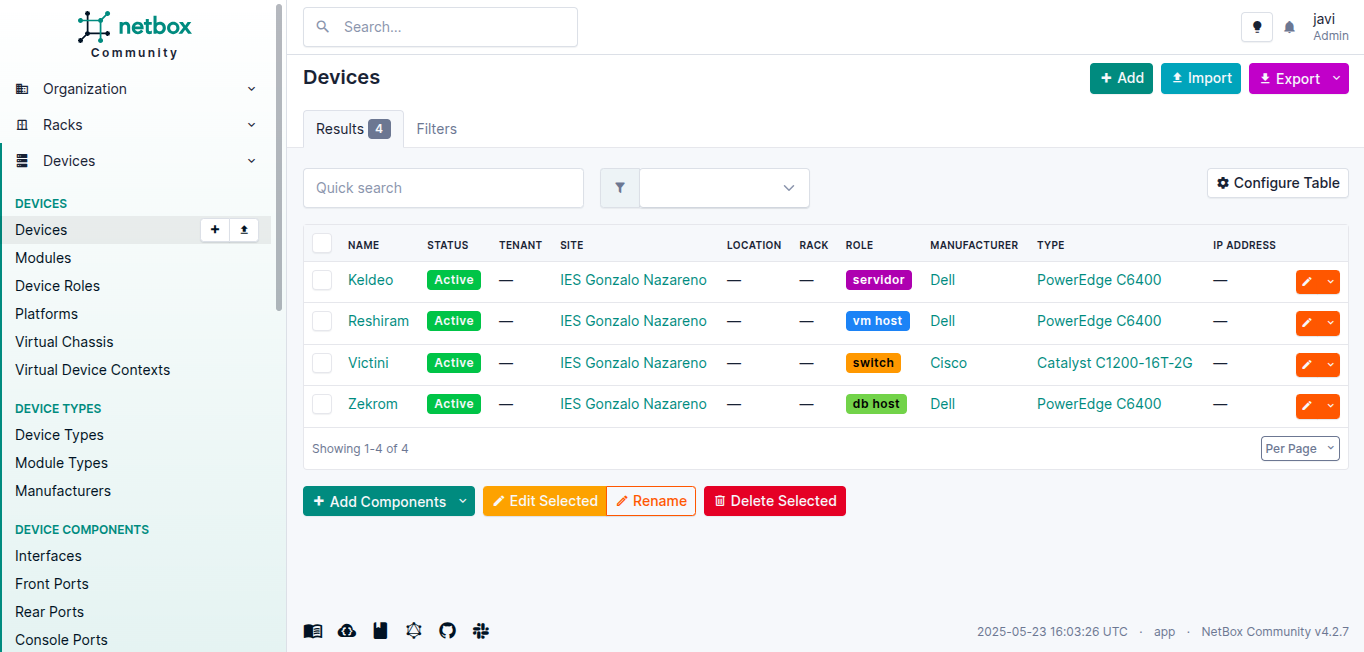 netbox
Community
Search...
javi
Admin
Organization
Racks
Devices
DEVICES
Devices
Modules
Device Roles
Platforms
Virtual Chassis
Virtual Device Contexts
DEVICE TYPES
Device Types
Module Types
Manufacturers
DEVICE COMPONENTS
Interfaces
Front Ports
Rear Ports
Console Ports
Devices
Add Import Export
Results 4 Filters
Quick search
Configure Table
NAME STATUS TENANT SITE LOCATION RACK ROLE MANUFACTURER TYPE IP ADDRESS
Keldeo Active — IES Gonzalo Nazareno — — servidor Dell PowerEdge C6400 —
Reshiram Active — IES Gonzalo Nazareno — — vm host Dell PowerEdge C6400 —
Victini Active — IES Gonzalo Nazareno — — switch Cisco Catalyst C1200-16T-2G —
Zekrom Active — IES Gonzalo Nazareno — — db host Dell PowerEdge C6400 —
Showing 1-4 of 4 Per Page
Add Components Edit Selected Rename Delete Selected
2025-05-23 16:03:26 UTC · app · NetBox Community v4.2.7